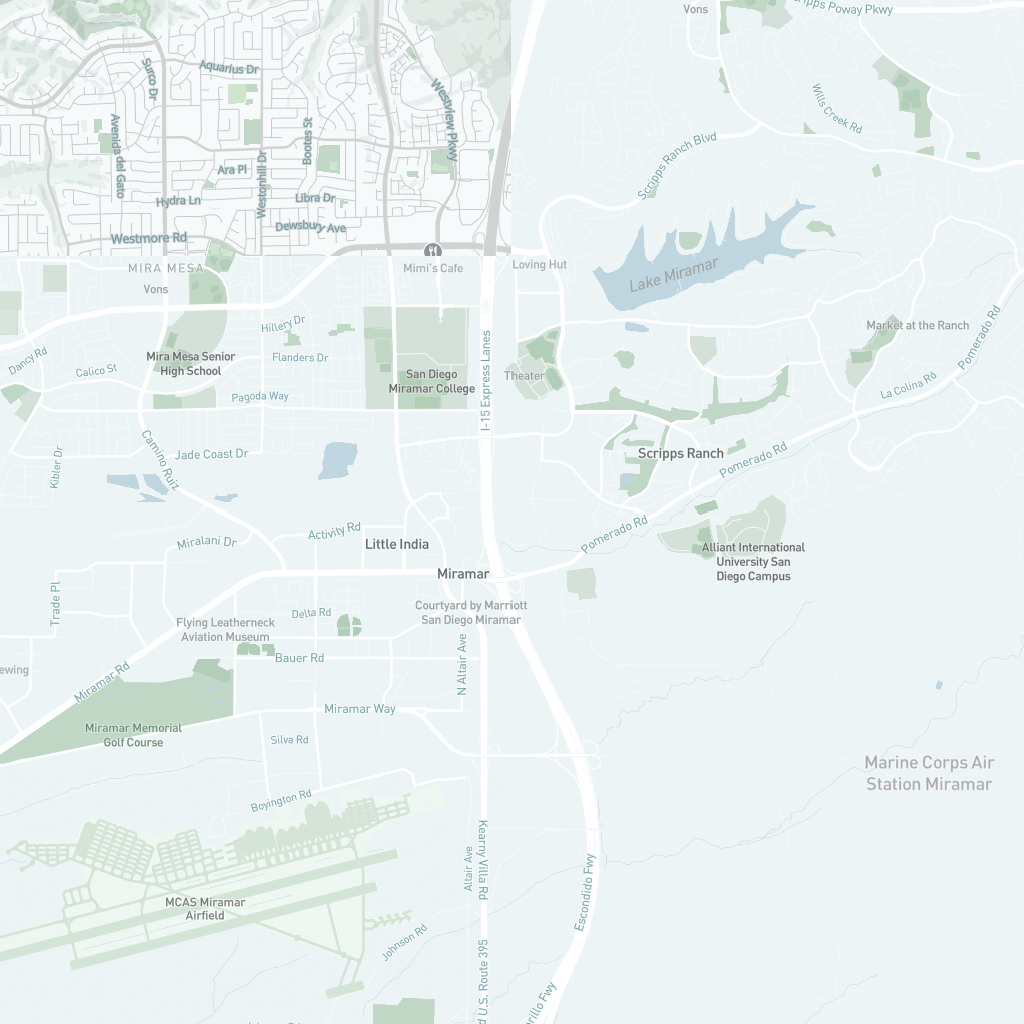 Vons
Scripps Poway Pkwy
Surco Dr
Aquarius Dr
Westview Pkwy
Wills Creek Rd
Avenida del Gato
Bootes St
Scripps Ranch Blvd
Ara Pl
Westonhill Dr
Hydra Ln
Libra Dr
Dewsbury Ave
Westmore Rd
MIRA MESA
Mimi's Cafe
Loving Hut
Lake Miramar
Vons
Hillery Dr
Market at the Ranch
Pomerado Rd
Dancy Rd
Mira Mesa Senior
High School
Flanders Dr
I-15 Express Lanes
Calico St
San Diego
Miramar College
Theater
La Colina Rd
Pagoda Way
Camino Ruiz
Jade Coast Dr
Scripps Ranch
Pomerado Rd
Kibler Dr
Activity Rd
Miralani Dr
Little India
Pomerado Rd
Alliant International
University San
Diego Campus
Miramar
Trade Pl
Courtyard by Marriott
San Diego Miramar
Delta Rd
Flying Leatherneck
Aviation Museum
Bauer Rd
N Altair Ave
ewing
Miramar Rd
Miramar Way
Miramar Memorial
Golf Course
Silva Rd
Marine Corps Air
Station Miramar
Boyington Rd
Kearny Villa Rd
Altair Ave
Escondido Fwy
MCAS Miramar
Airfield
Johnson Rd
d U.S. Route 395
rillo Fwy